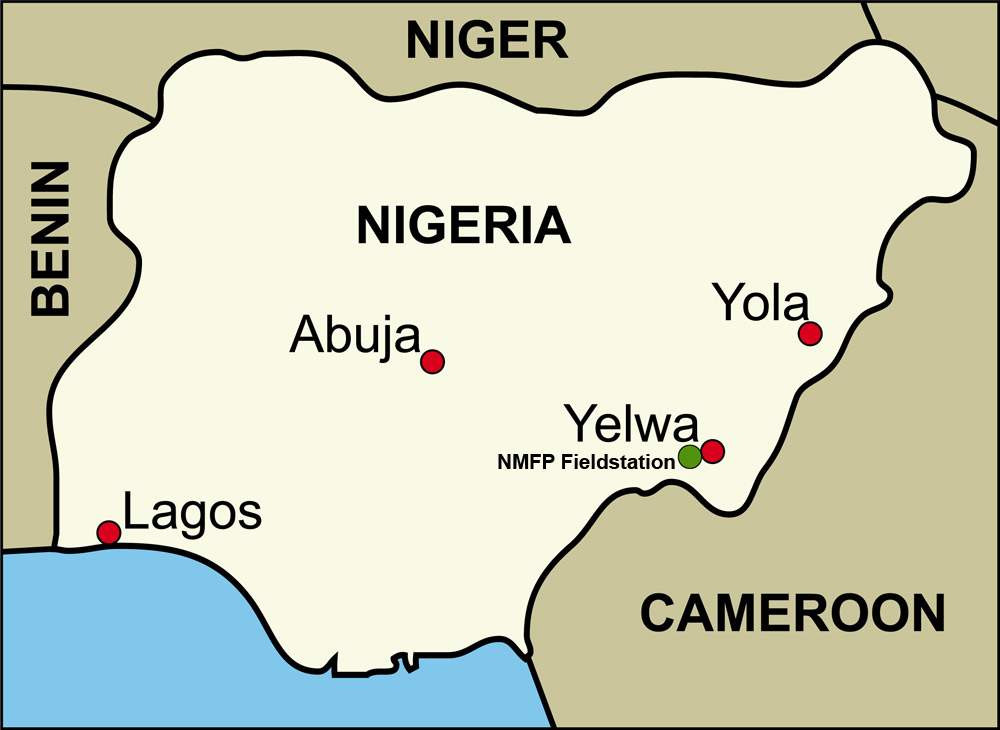 NIGER
BENIN
NIGERIA
Yola
Abuja
Yelwa
NMFP Fieldstation
Lagos
CAMEROON